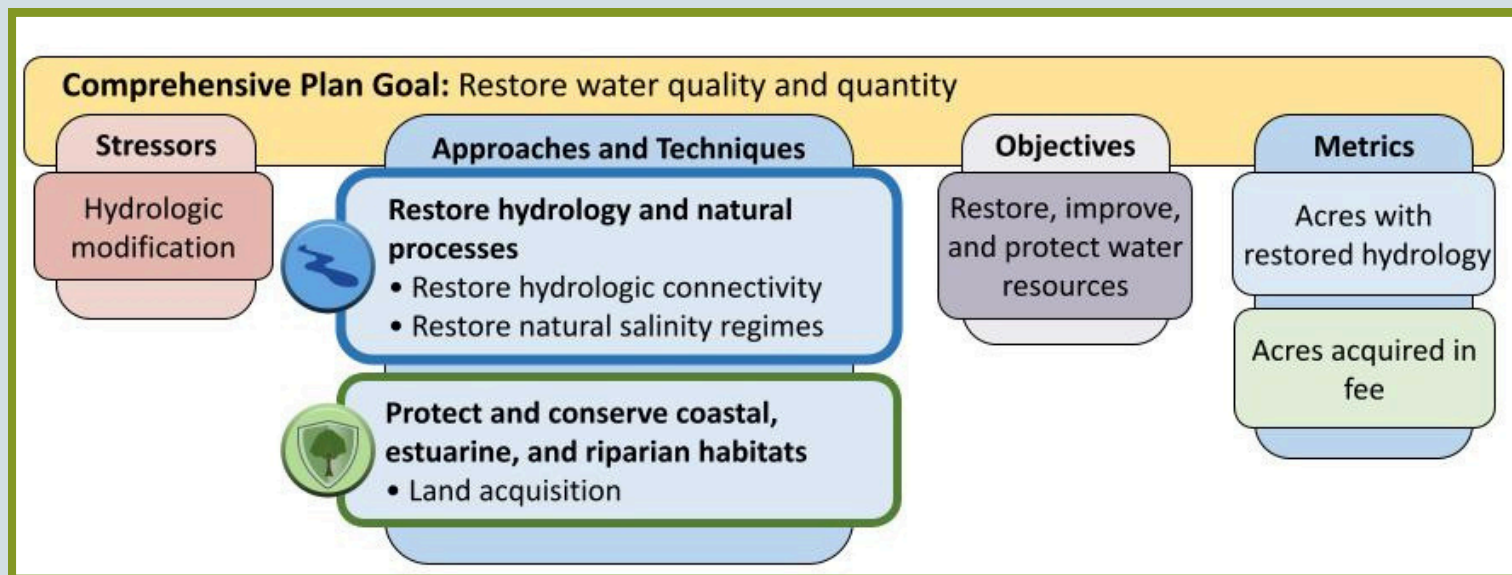 Comprehensive Plan Goal: Restore water quality and quantity
Stressors
Hydrologic
modification
Approaches and Techniques
Restore hydrology and natural
processes
• Restore hydrologic connectivity
• Restore natural salinity regimes
Protect and conserve coastal,
estuarine, and riparian habitats
• Land acquisition
Objectives
Restore, improve,
and protect water
resources
Metrics
Acres with
restored hydrology
Acres acquired in
fee